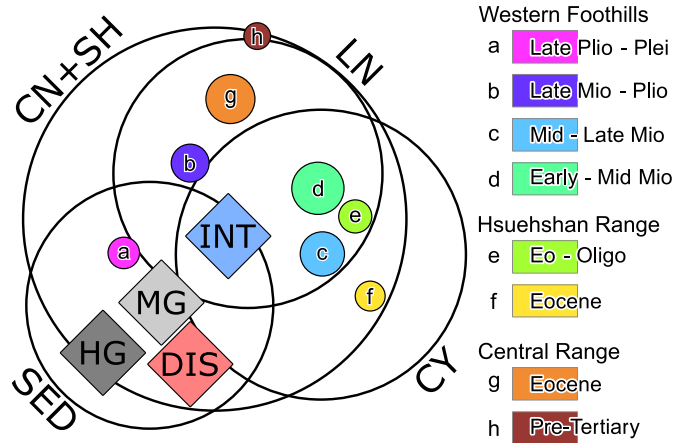 CN+SH
LN
h
g
b
d
e
INT
a
c
MG
f
HG
DIS
SED
CY
Western Foothills
a Late Plio - Plei
b Late Mio - Plio
c Mid - Late Mio
d Early - Mid Mio
Hsuehshan Range
e Eo - Oligo
f Eocene
Central Range
g Eocene
h Pre-Tertiary